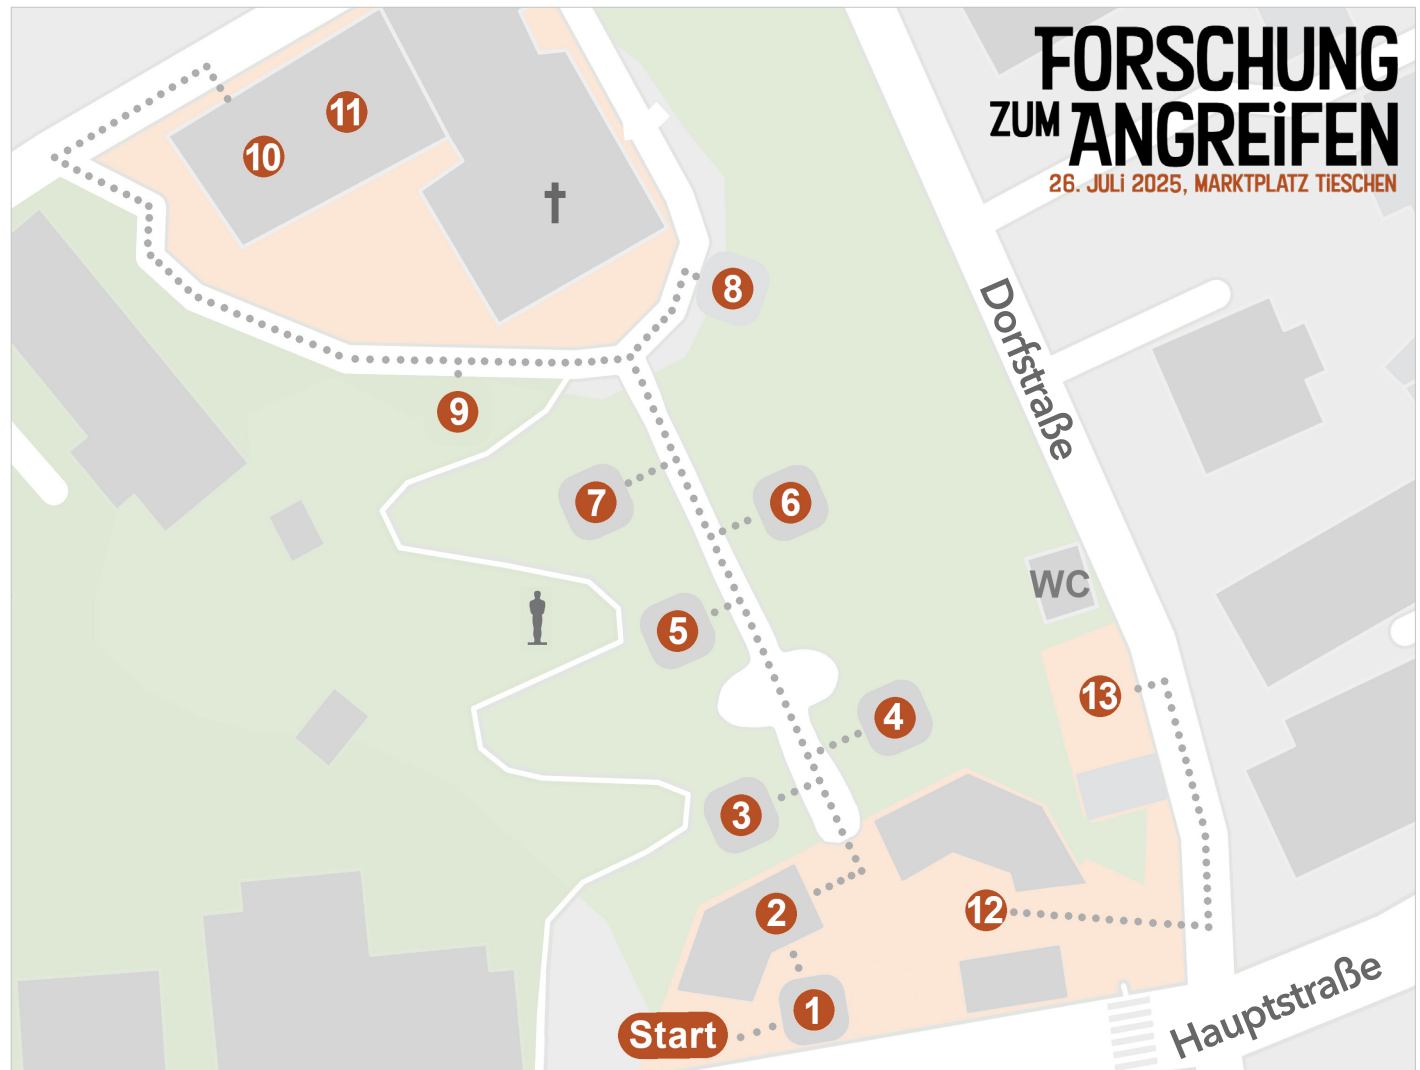 FORSCHUNG
ZUM ANGREiFEN
26. JULi 2025, MARKTPLATZ TiESCHEN
11
10
8
Dorfstraße
9
7
6
WC
5
13
4
3
2
12
1
Start
Hauptstraße